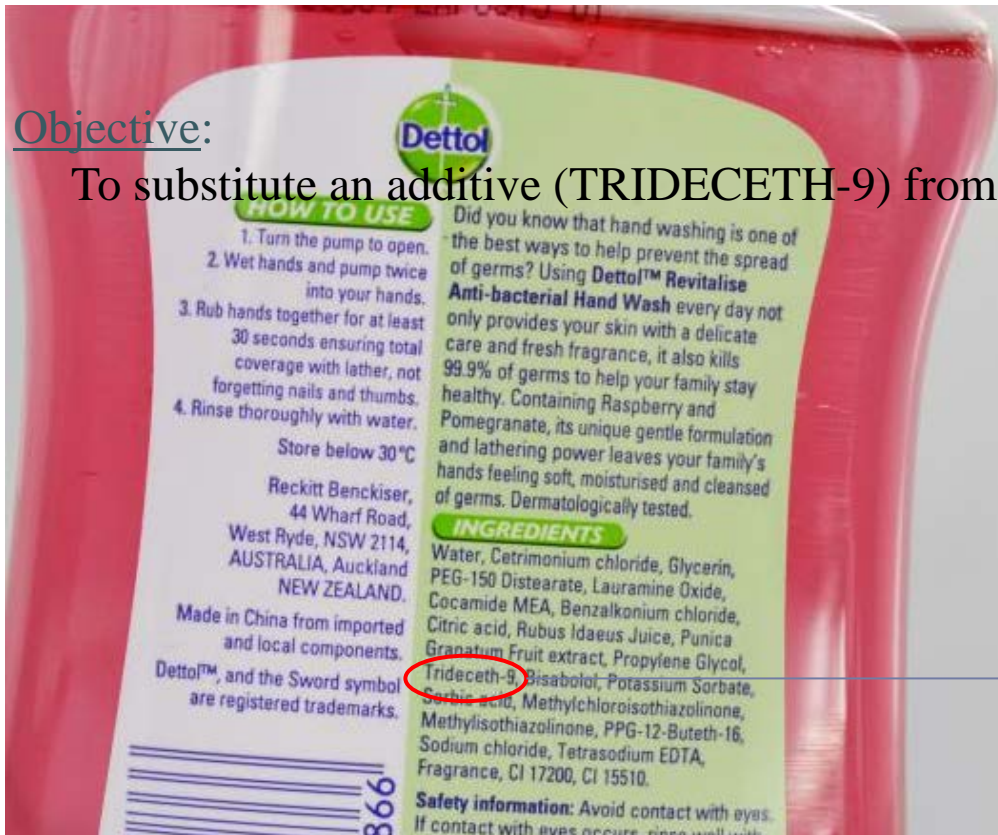 Objective:
To substitute an additive (TRIDECETH-9) from
Dettol
HOW TO USE
1. Turn the pump to open.
2. Wet hands and pump twice
into your hands.
3. Rub hands together for at least
30 seconds ensuring total
coverage with lather, not
forgetting nails and thumbs.
4. Rinse thoroughly with water.
Store below 30°C
Reckitt Benckiser,
44 Wharf Road,
West Ryde, NSW 2114,
AUSTRALIA, Auckland
NEW ZEALAND.
Made in China from imported
and local components.
Dettol™, and the Sword symbol
are registered trademarks.
866
Did you know that hand washing is one of
the best ways to help prevent the spread
of germs? Using Dettol™ Revitalise
Anti-bacterial Hand Wash every day not
only provides your skin with a delicate
care and fresh fragrance, it also kills
99.9% of germs to help your family stay
healthy. Containing Raspberry and
Pomegranate, its unique gentle formulation
and lathering power leaves your family's
hands feeling soft, moisturised and cleansed
of germs. Dermatologically tested.
INGREDIENTS
Water, Cetrimonium chloride, Glycerin,
PEG-150 Distearate, Lauramine Oxide,
Cocamide MEA, Benzalkonium chloride,
Citric acid, Rubus Idaeus Juice, Punica
Granatum Fruit extract, Propylene Glycol,
Trideceth-9, Bisabolol, Potassium Sorbate,
Sorbic acid, Methylchloroisothiazolinone,
Methylisothiazolinone, PPG-12-Buteth-16,
Sodium chloride, Tetrasodium EDTA,
Fragrance, CI 17200, CI 15510.
Safety information: Avoid contact with eyes.
If contact with eyes occurs, rinse well with